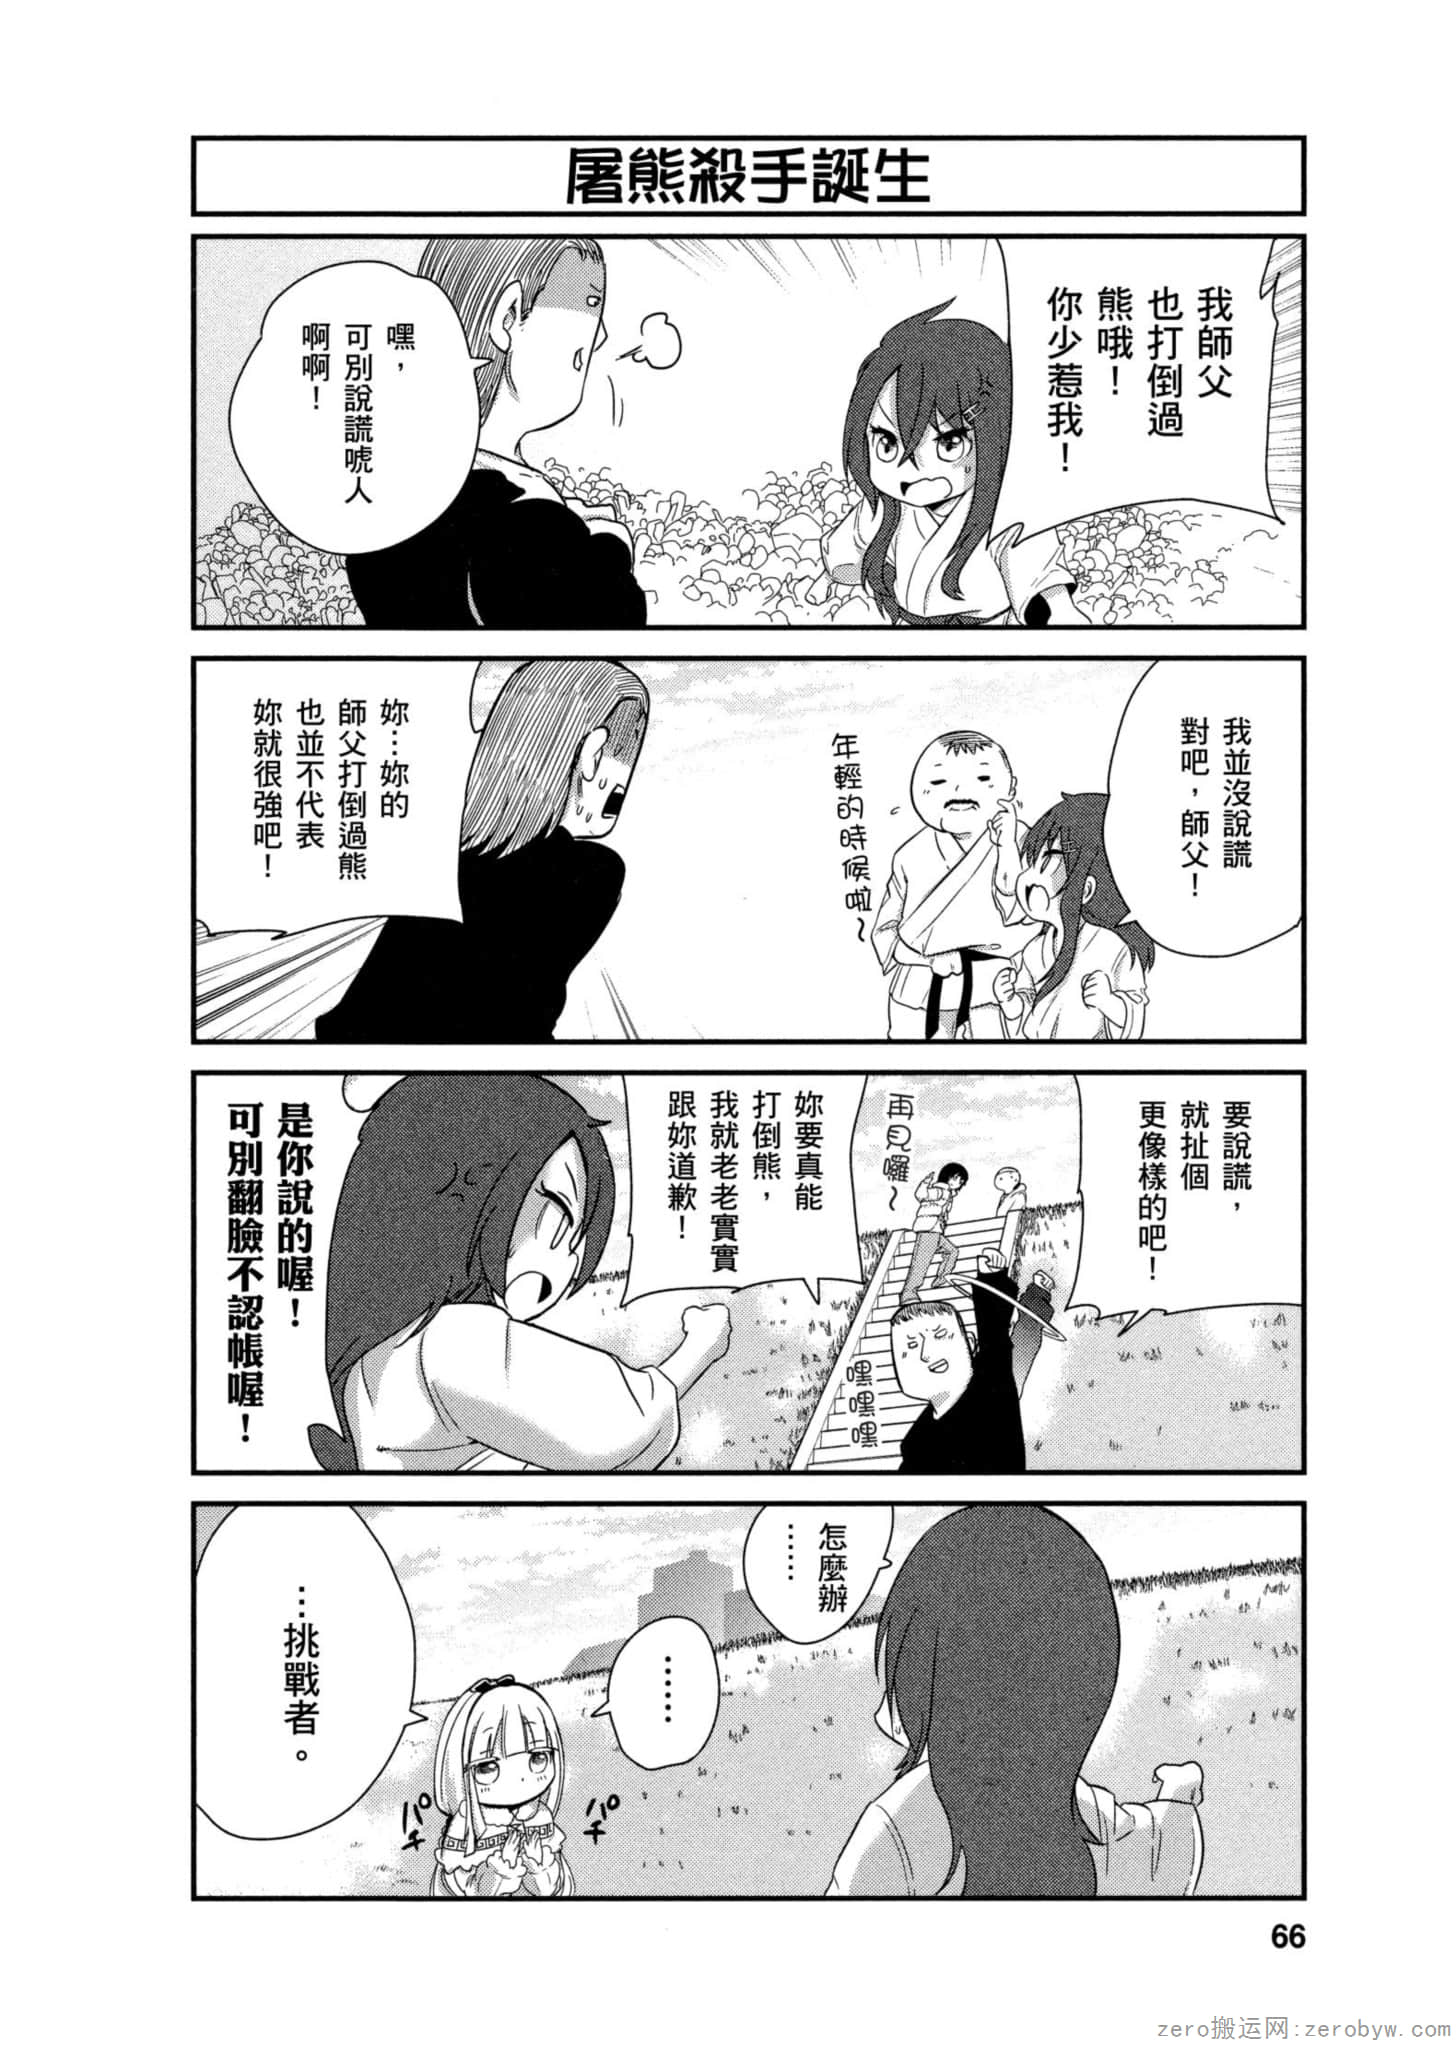 屠熊殺手誕生
我師父
也打倒過
熊哦！
你少惹我！
嘿，
可別說謊唬人
啊啊！
我並沒說謊
對吧，師父！
年輕的時候啦～
妳…妳的
師父打倒過熊
也並不代表
妳就很強吧！
要說謊，
就扯個
更像樣的吧！
再見囉～
嘿嘿嘿
妳要真能
打倒熊，
我就老老實實
跟妳道歉！
是你說的喔！
可別翻臉不認帳喔！
怎麼辦
……
……
パチ
パチ
…挑戰者。
66
zero搬运网:zerobyw.com